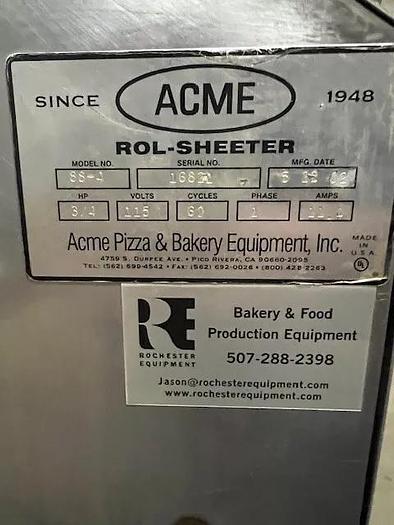 SINCE ACME 1948
ROL-SHEETER
MODEL NO. SERIAL NO. MFG. DATE
88-4
HP VOLTS CYCLES PHASE AMPS
3/4 115 60 1
Acme Pizza & Bakery Equipment, Inc. MADE IN U.S.A.
4759 S. DURFEE AVE. • PICO RIVERA, CA 90660-2095
TEL: (562) 699-4542 • FAX: (562) 692-0026 • (800) 428-2263
UL
RE
ROCHESTER
EQUIPMENT
Bakery & Food
Production Equipment
507-288-2398
Jason@rochesterequipment.com
www.rochesterequipment.com